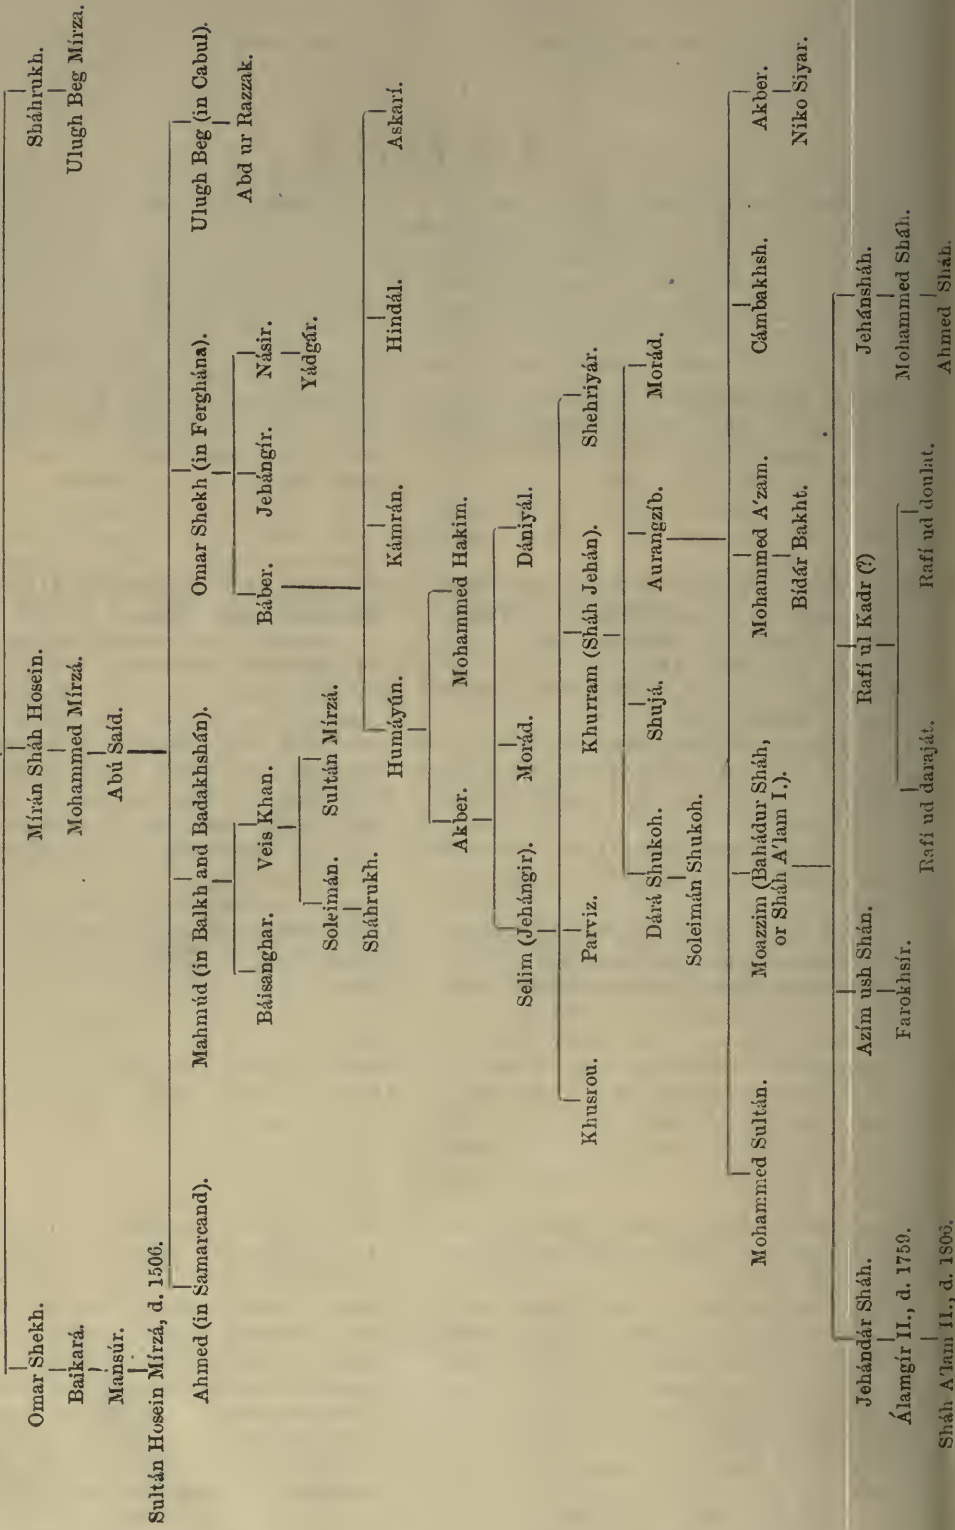 Omar Shekh. Mírán Sháh Hosein. Sháhrukh.
Baikará. Mohammed Mírzá. Ulugh Beg Mírza.
Mansúr. Abú Saíd.
Sultán Hosein Mírzá, d. 1506.
Ahmed (in Samarcand). Mahmúd (in Balkh and Badakhshán). Omar Shekh (in Ferghána). Ulugh Beg (in Cabul).
Abd ur Razzak.
Báisanghar. Veis Khan. Báber. Jehángír. Násir.
Yádgár.
Soleimán. Sultán Mírzá.
Sháhrukh.
Humáyún. Kámrán. Hindál. Askarí.
Akber. Mohammed Hakim.
Selim (Jehángir). Morád. Dániyál.
Khusrou. Parviz. Khurram (Sháh Jehán). Shehriyár.
Dárá Shukoh. Shujá. Aurangzíb. Morád.
Soleimán Shukoh.
Mohammed Sultán. Moazzim (Bahádur Sháh, Mohammed A'zam. Cámbakhsh. Akber.
or Sháh A'lam I.). Bídár Bakht. Niko Siyar.
Jehándár Sháh. Azím ush Shán. Rafí ul Kadr (?) Jehánsháh.
Álamgír II., d. 1759. Farokhsír. Mohammed Sháh.
Rafí ud daraját. Rafí ud doulat.
Sháh A'lam II., d. 1806. Ahmed Sháh.